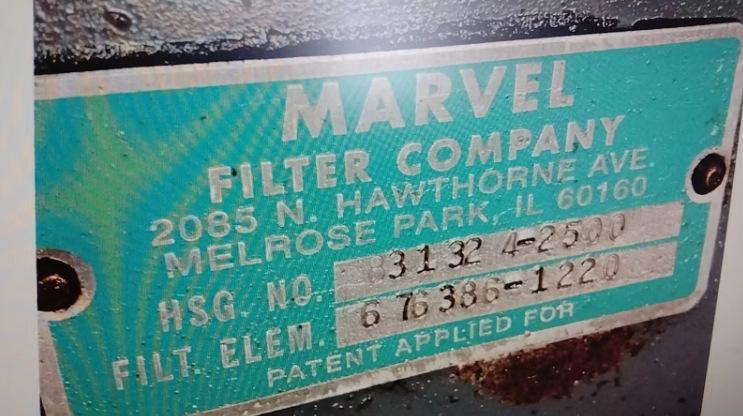 MARVEL
FILTER COMPANY
2085 N. HAWTHORNE AVE.
MELROSE PARK, IL 60160
HSG. NO. 831324-2500
FILT. ELEM. 676386-1220
PATENT APPLIED FOR